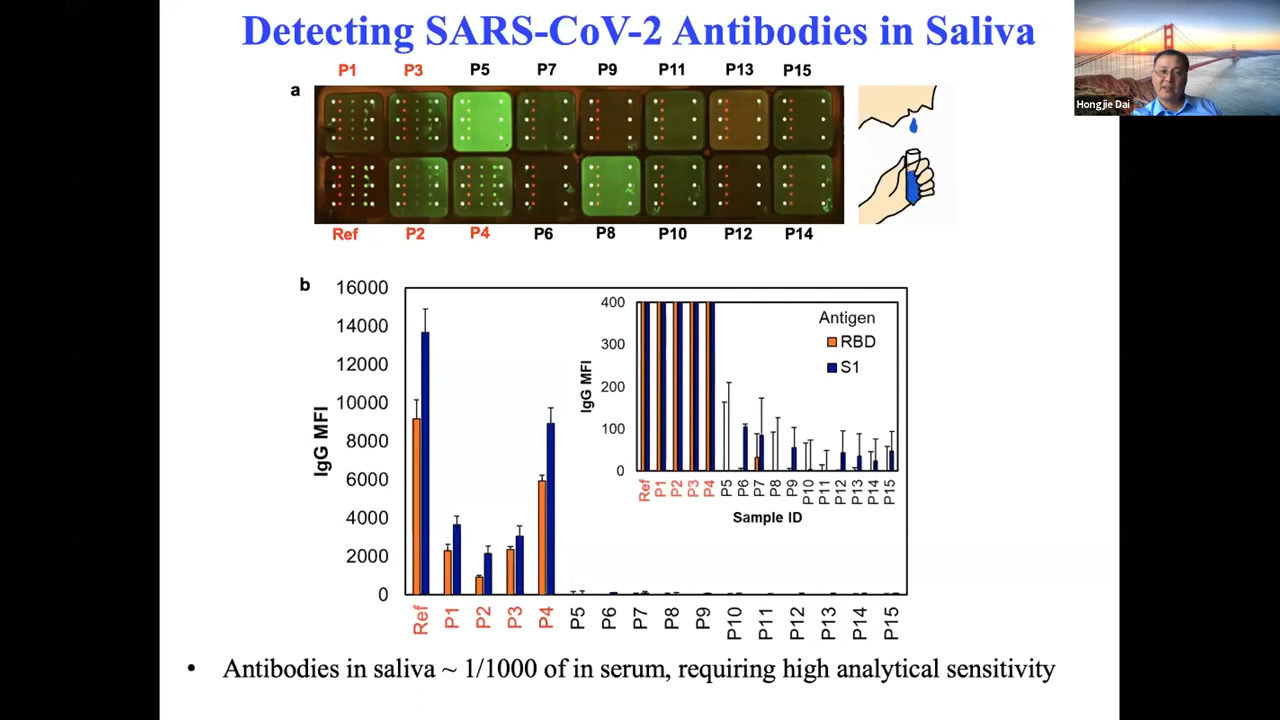 Detecting SARS-CoV-2 Antibodies in Saliva
Hongjie Dai
a
P1 P3 P5 P7 P9 P11 P13 P15
Ref P2 P4 P6 P8 P10 P12 P14
b
IgG MFI
16000
14000
12000
10000
8000
6000
4000
2000
0
Ref P1 P2 P3 P4 P5 P6 P7 P8 P9 P10 P11 P12 P13 P14 P15
IgG MFI
400
300
200
100
0
Antigen
RBD
S1
Ref P1 P2 P3 P4 P5 P6 P7 P8 P9 P10 P11 P12 P13 P14 P15
Sample ID
• Antibodies in saliva ~ 1/1000 of in serum, requiring high analytical sensitivity